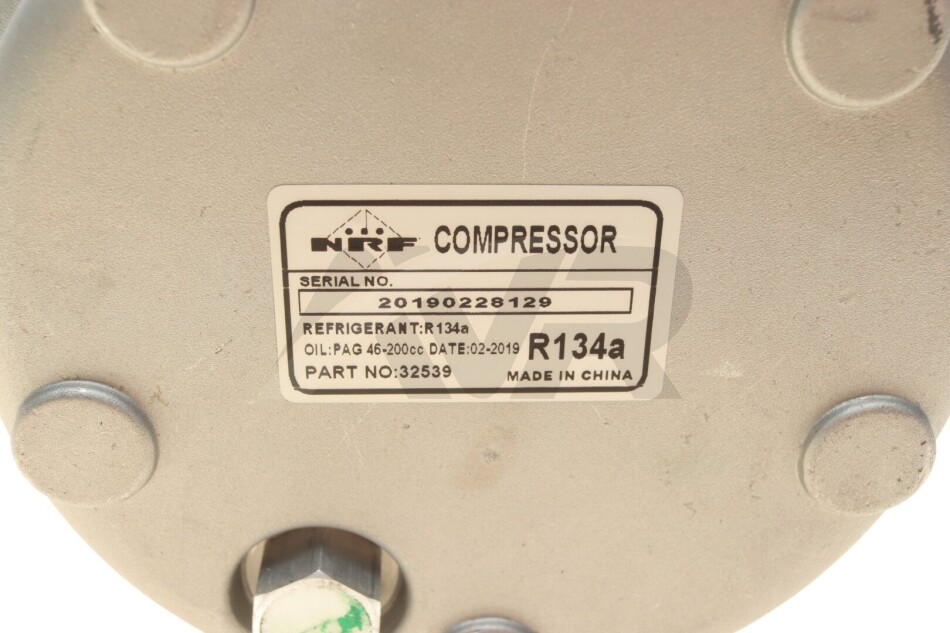 NRF COMPRESSOR
SERIAL NO.
20190228129
REFRIGERANT:R134a
OIL:PAG 46-200cc DATE:02-2019 R134a
PART NO:32539 MADE IN CHINA
AVR